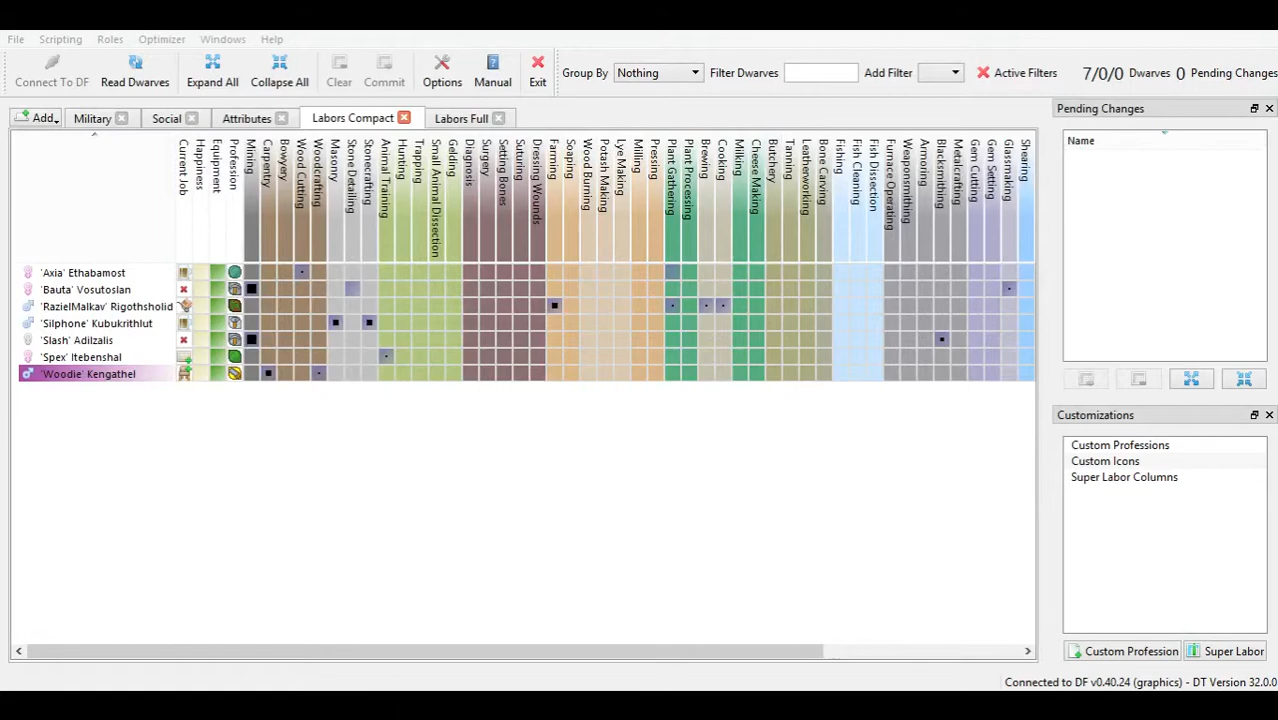 File Scripting Roles Optimizer Windows Help
Connect To DF Read Dwarves Expand All Collapse All Clear Commit Options Manual Exit Group By Nothing Filter Dwarves Add Filter Active Filters 7/0/0 Dwarves 0 Pending Changes
Add Military Social Attributes Labors Compact Labors Full
Current Job
Happiness
Equipment
Profession
Mining
Carpentry
Bowyery
Wood Cutting
Woodcrafting
Masonry
Stone Detailing
Stonecrafting
Animal Training
Hunting
Trapping
Small Animal Dissection
Gelding
Diagnosis
Surgery
Setting Bones
Suturing
Dressing Wounds
Farming
Soaping
Wood Burning
Potash Making
Lye Making
Milling
Pressing
Plant Gathering
Plant Processing
Brewing
Cooking
Milking
Cheese Making
Butchery
Tanning
Leatherworking
Bone Carving
Fishing
Fish Cleaning
Fish Dissection
Furnace Operating
Weaponsmithing
Armoring
Blacksmithing
Metalcrafting
Gem Cutting
Gem Setting
Glassmaking
Shearing
'Axia' Ethabamost
'Bauta' Vosutoslan
'RazielMalkav' Rigothsholid
'Silphone' Kubukrithlut
'Slash' Adilzalis
'Spex' Itebenshal
'Woodie' Kengathel
Pending Changes
Name
Customizations
Custom Professions
Custom Icons
Super Labor Columns
Custom Profession Super Labor
Connected to DF v0.40.24 (graphics) - DT Version 32.0.0